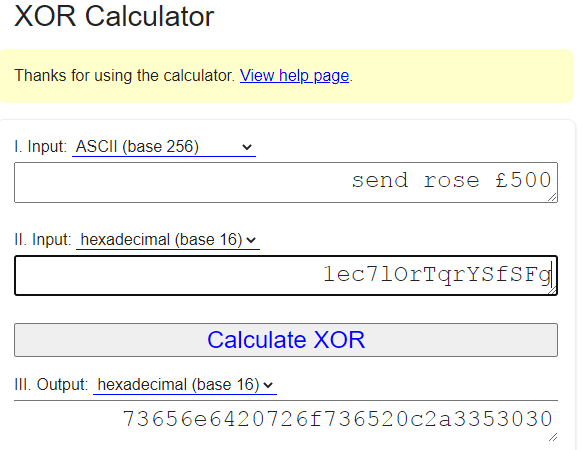 XOR Calculator
Thanks for using the calculator. View help page.
I. Input: ASCII (base 256)
send rose £500
II. Input: hexadecimal (base 16)
1ec7lOrTqrYSfSFg
Calculate XOR
III. Output: hexadecimal (base 16)
73656e6420726f736520c2a3353030